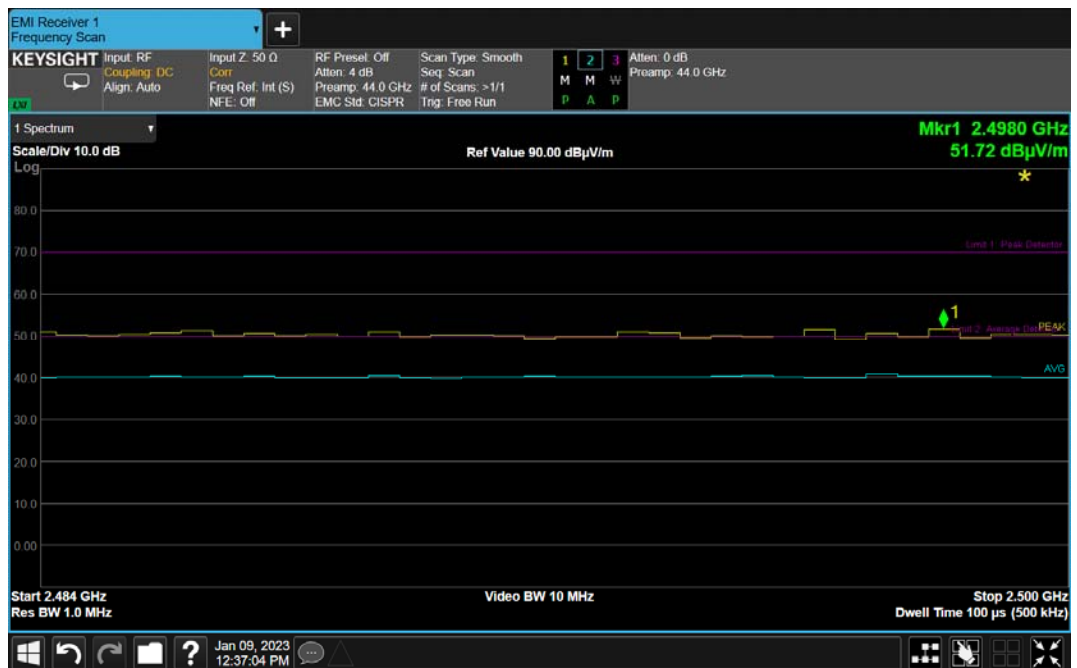 EMI Receiver 1
Frequency Scan
+
KEYSIGHT
Input: RF
Coupling: DC
Align: Auto
Input Z: 50 Ω
Corr
Freq Ref: Int (S)
NFE: Off
RF Presel: Off
Atten: 4 dB
Preamp: 44.0 GHz
EMC Std: CISPR
Scan Type: Smooth
Seq: Scan
# of Scans: >1/1
Trig: Free Run
1 2 3
M M W
P A P
Atten: 0 dB
Preamp: 44.0 GHz
LXI
1 Spectrum
Mkr1 2.4980 GHz
Scale/Div 10.0 dB
Ref Value 90.00 dBµV/m
51.72 dBµV/m
Log
*
80.0
70.0
Limit 1: Peak Detector
60.0
1
50.0
PEAK
40.0
AVG
30.0
20.0
10.0
0.00
Start 2.484 GHz
Video BW 10 MHz
Stop 2.500 GHz
Res BW 1.0 MHz
Dwell Time 100 µs (500 kHz)
?
Jan 09, 2023
12:37:04 PM